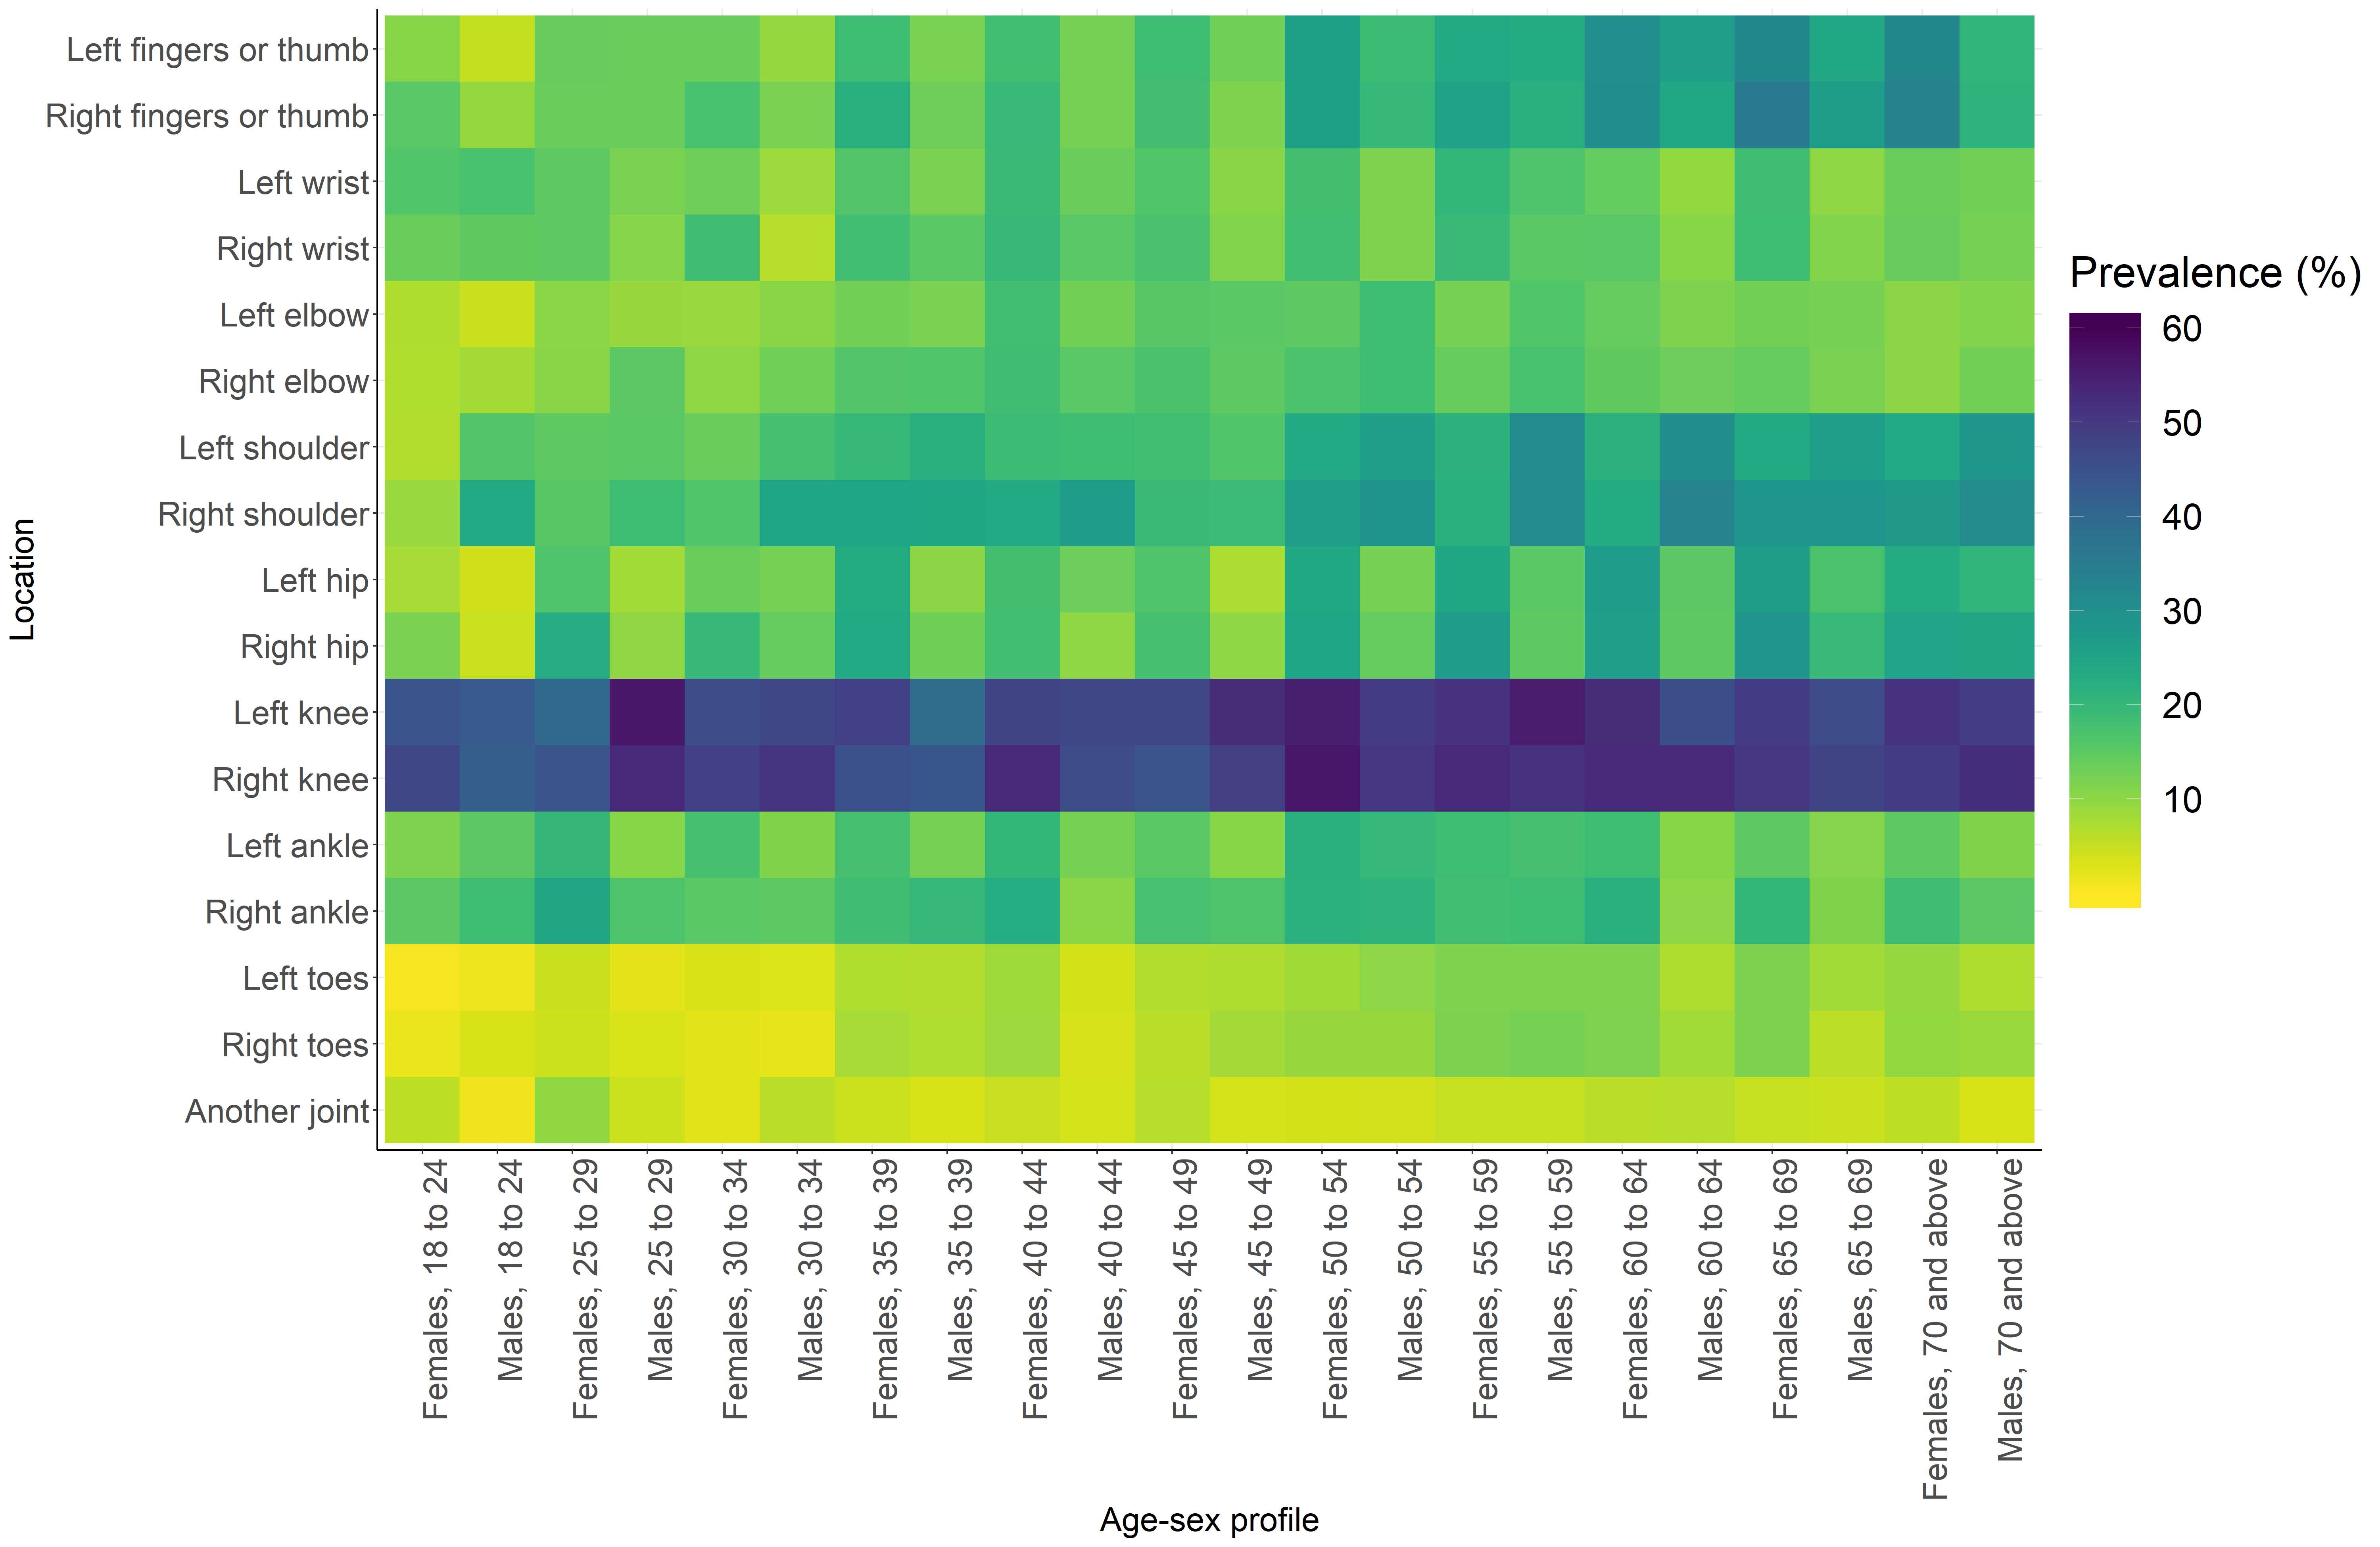 Location
Left fingers or thumb
Right fingers or thumb
Left wrist
Right wrist
Left elbow
Right elbow
Left shoulder
Right shoulder
Left hip
Right hip
Left knee
Right knee
Left ankle
Right ankle
Left toes
Right toes
Another joint
Females, 18 to 24
Males, 18 to 24
Females, 25 to 29
Males, 25 to 29
Females, 30 to 34
Males, 30 to 34
Females, 35 to 39
Males, 35 to 39
Females, 40 to 44
Males, 40 to 44
Females, 45 to 49
Males, 45 to 49
Females, 50 to 54
Males, 50 to 54
Females, 55 to 59
Males, 55 to 59
Females, 60 to 64
Males, 60 to 64
Females, 65 to 69
Males, 65 to 69
Females, 70 and above
Males, 70 and above
Age-sex profile
Prevalence (%)
60
50
40
30
20
10